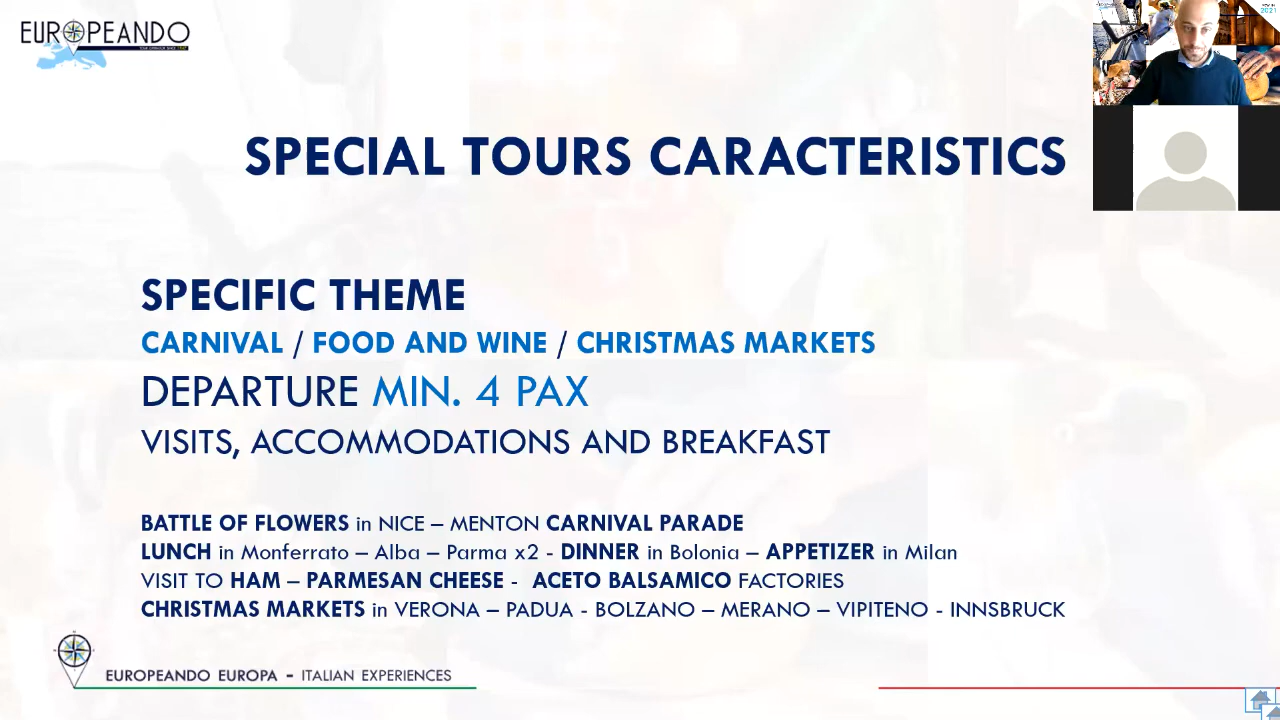 EUROPEANDO
2021
SPECIAL TOURS CARACTERISTICS
SPECIFIC THEME
CARNIVAL / FOOD AND WINE / CHRISTMAS MARKETS
DEPARTURE MIN. 4 PAX
VISITS, ACCOMMODATIONS AND BREAKFAST
BATTLE OF FLOWERS in NICE – MENTON CARNIVAL PARADE
LUNCH in Monferrato – Alba – Parma x2 - DINNER in Bolonia – APPETIZER in Milan
VISIT TO HAM – PARMESAN CHEESE - ACETO BALSAMICO FACTORIES
CHRISTMAS MARKETS in VERONA – PADUA - BOLZANO – MERANO – VIPITENO - INNSBRUCK
EUROPEANDO EUROPA - ITALIAN EXPERIENCES